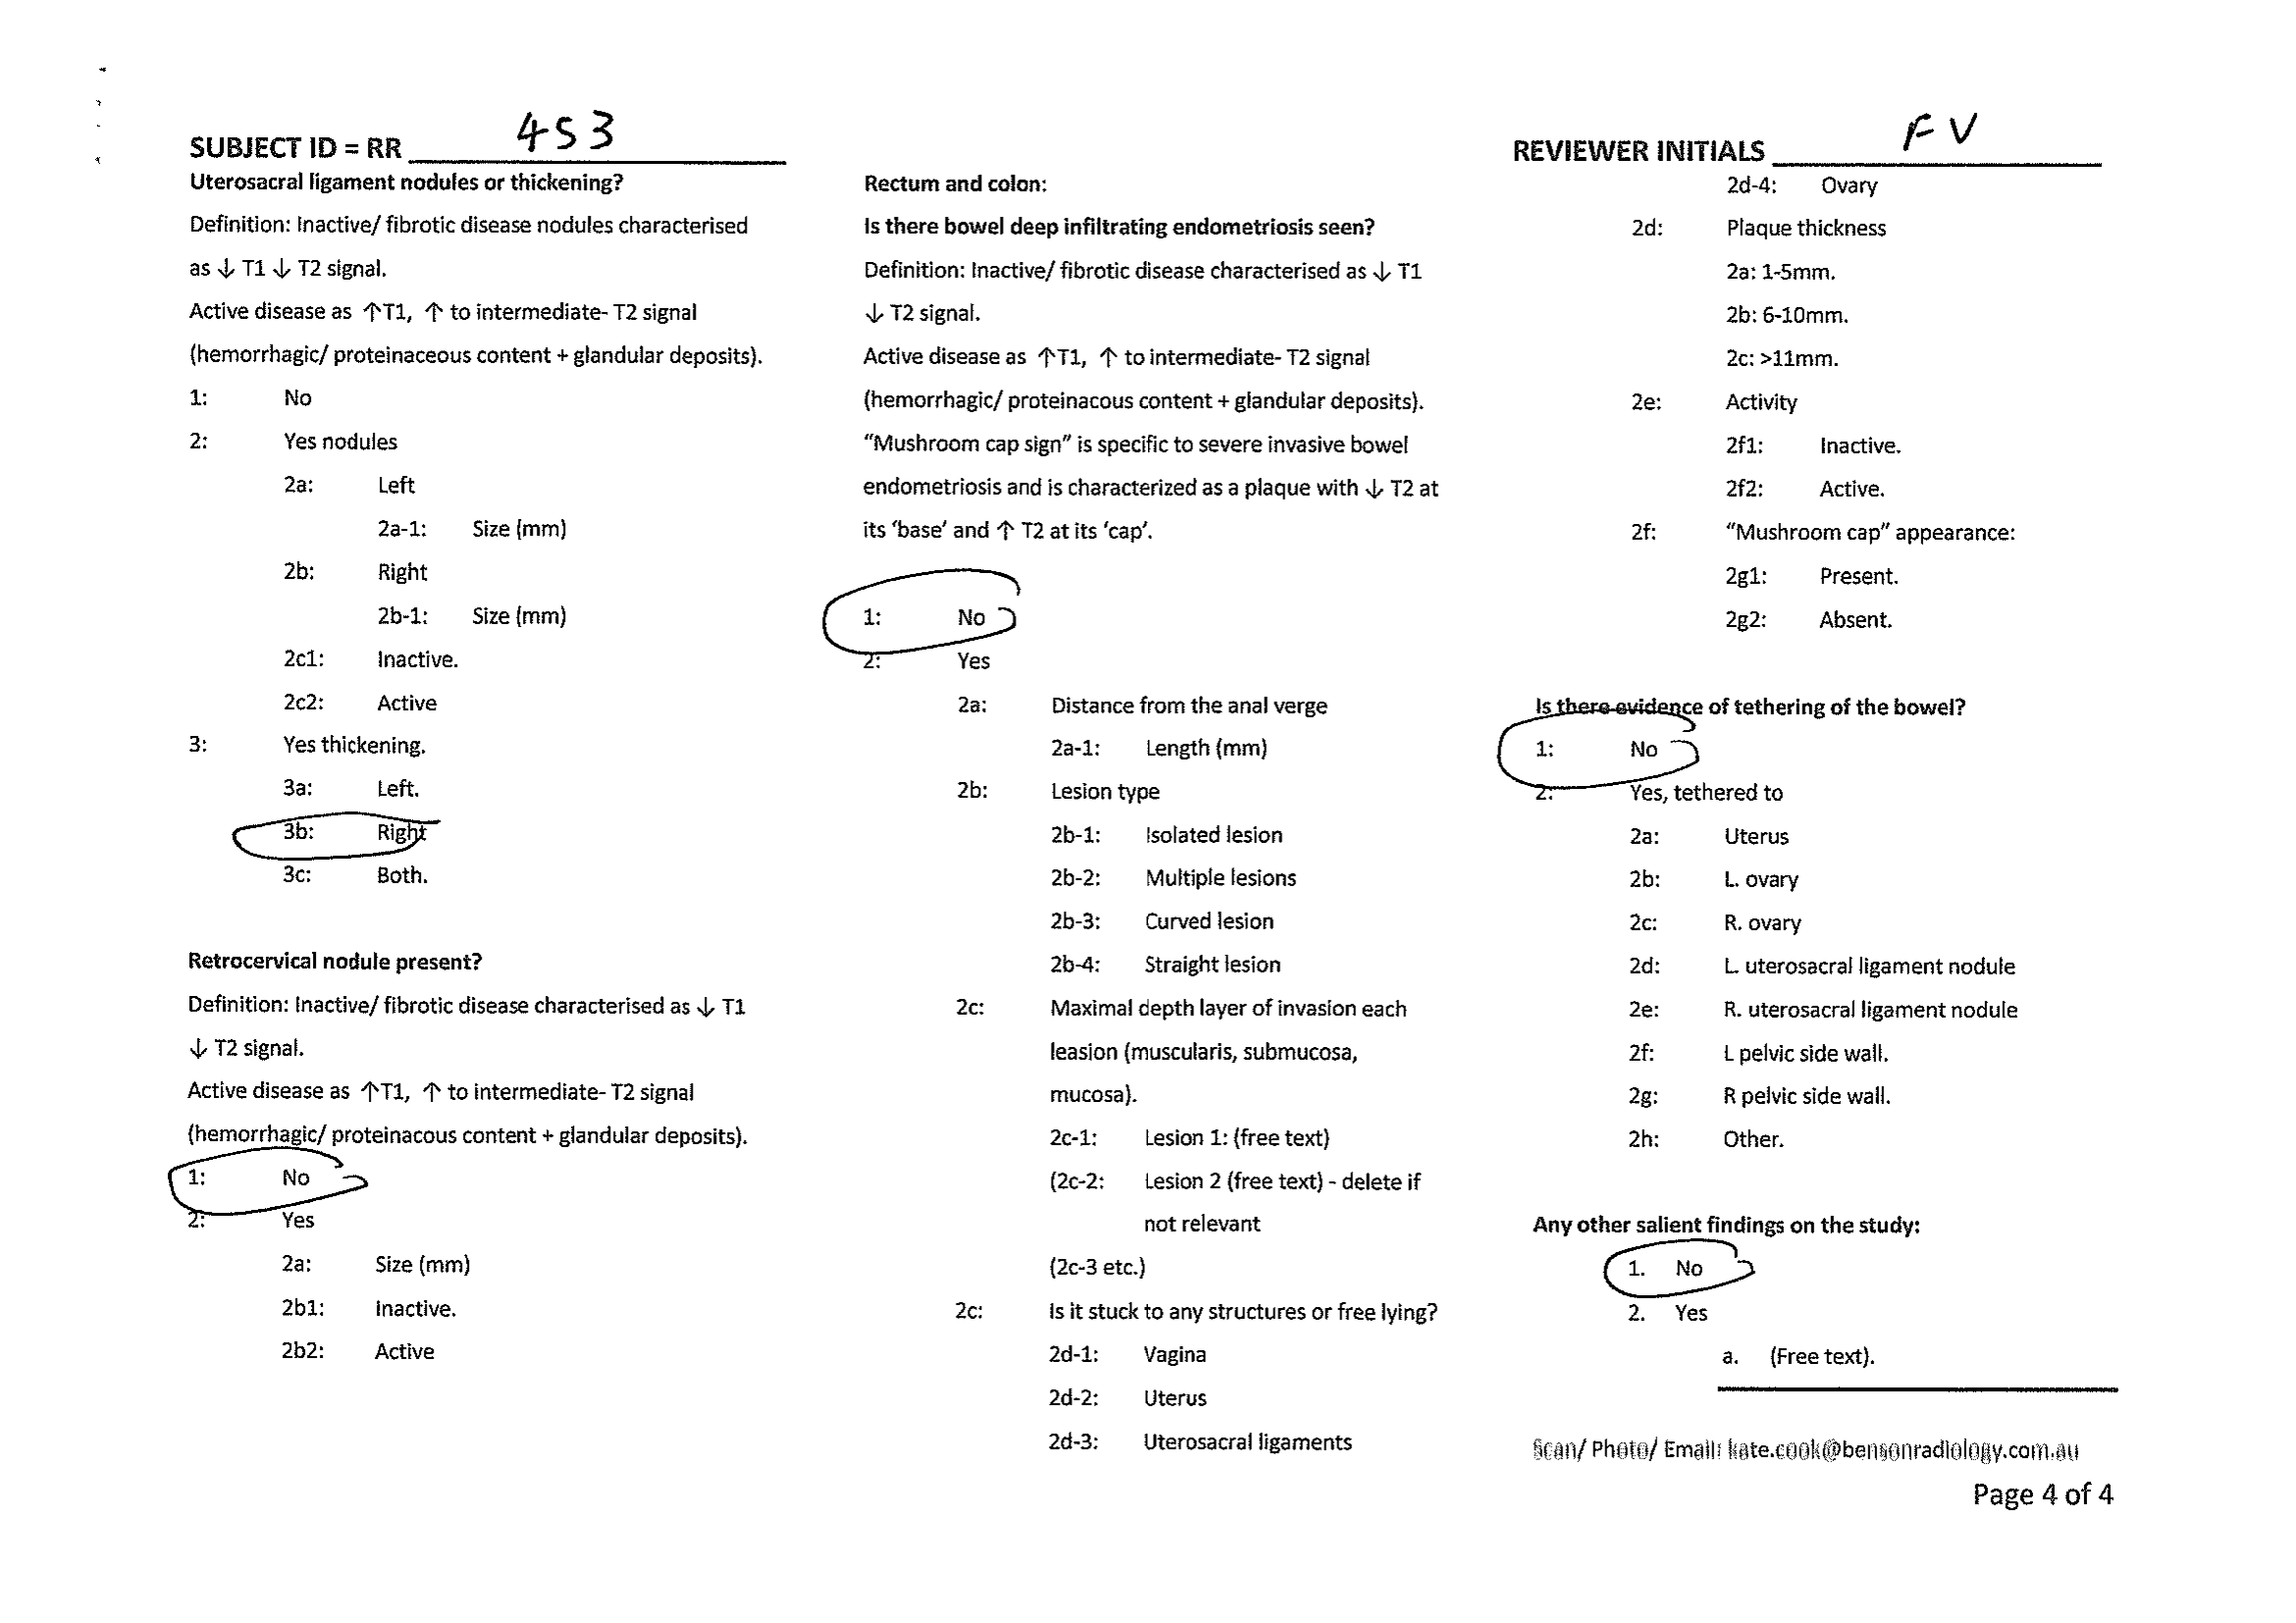 SUBJECT ID = RR 453
REVIEWER INITIALS FV
Uterosacral ligament nodules or thickening?
Definition: Inactive/ fibrotic disease nodules characterised
as ↓ T1 ↓ T2 signal.
Active disease as ↑T1, ↑ to intermediate- T2 signal
(hemorrhagic/ proteinaceous content + glandular deposits).
1: No
2: Yes nodules
2a: Left
2a-1: Size (mm)
2b: Right
2b-1: Size (mm)
2c1: Inactive.
2c2: Active
3: Yes thickening.
3a: Left.
3b: Right
3c: Both.
Retrocervical nodule present?
Definition: Inactive/ fibrotic disease characterised as ↓ T1
↓ T2 signal.
Active disease as ↑T1, ↑ to intermediate- T2 signal
(hemorrhagic/ proteinacous content + glandular deposits).
1: No
2: Yes
2a: Size (mm)
2b1: Inactive.
2b2: Active
Rectum and colon:
Is there bowel deep infiltrating endometriosis seen?
Definition: Inactive/ fibrotic disease characterised as ↓ T1
↓ T2 signal.
Active disease as ↑T1, ↑ to intermediate- T2 signal
(hemorrhagic/ proteinacous content + glandular deposits).
“Mushroom cap sign” is specific to severe invasive bowel
endometriosis and is characterized as a plaque with ↓ T2 at
its ‘base’ and ↑ T2 at its ‘cap’.
1: No
2: Yes
2a: Distance from the anal verge
2a-1: Length (mm)
2b: Lesion type
2b-1: Isolated lesion
2b-2: Multiple lesions
2b-3: Curved lesion
2b-4: Straight lesion
2c: Maximal depth layer of invasion each
leasion (muscularis, submucosa,
mucosa).
2c-1: Lesion 1: (free text)
(2c-2: Lesion 2 (free text) - delete if
not relevant
(2c-3 etc.)
2c: Is it stuck to any structures or free lying?
2d-1: Vagina
2d-2: Uterus
2d-3: Uterosacral ligaments
2d-4: Ovary
2d: Plaque thickness
2a: 1-5mm.
2b: 6-10mm.
2c: >11mm.
2e: Activity
2f1: Inactive.
2f2: Active.
2f: “Mushroom cap” appearance:
2g1: Present.
2g2: Absent.
Is there evidence of tethering of the bowel?
1: No
2: Yes, tethered to
2a: Uterus
2b: L. ovary
2c: R. ovary
2d: L. uterosacral ligament nodule
2e: R. uterosacral ligament nodule
2f: L pelvic side wall.
2g: R pelvic side wall.
2h: Other.
Any other salient findings on the study:
1. No
2. Yes
a. (Free text).
Scan/ Photo/ Email: kate.cook@bensonradiology.com.au
Page 4 of 4